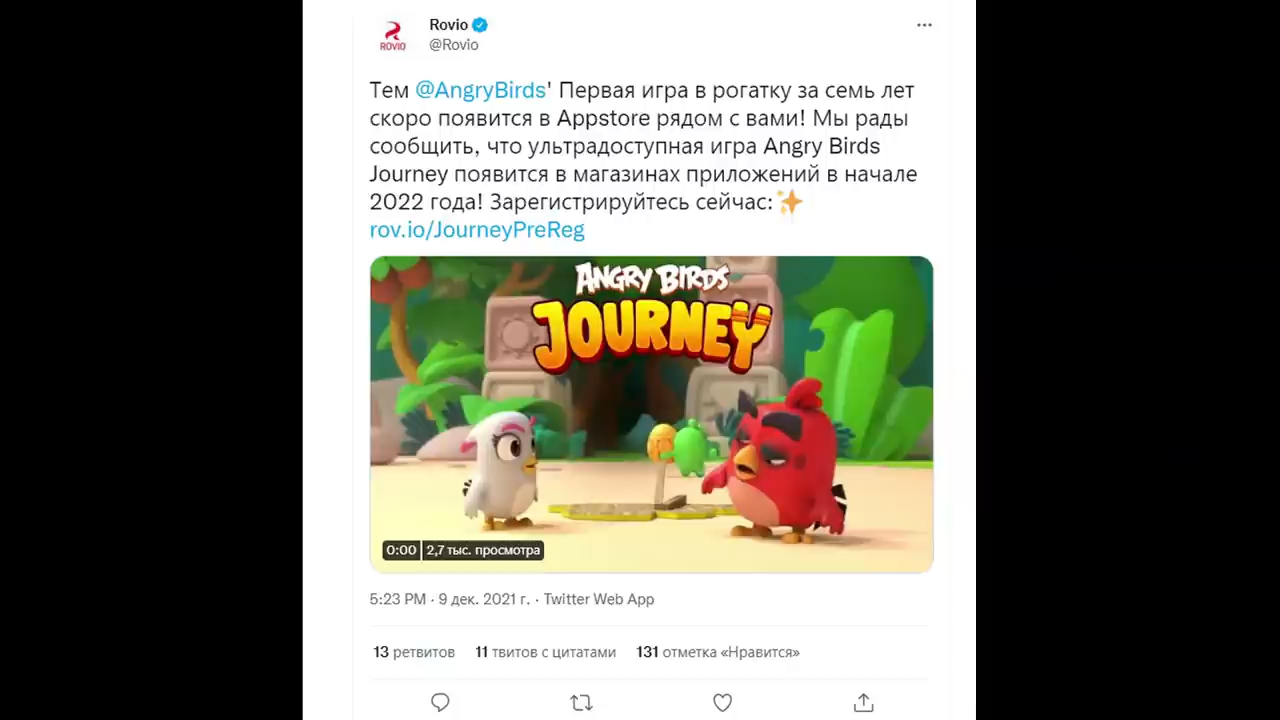 Rovio
@Rovio
ROVIO
Тем @AngryBirds' Первая игра в рогатку за семь лет
скоро появится в Appstore рядом с вами! Мы рады
сообщить, что ультрадоступная игра Angry Birds
Journey появится в магазинах приложений в начале
2022 года! Зарегистрируйтесь сейчас:✨
rov.io/JourneyPreReg
ANGRY BIRDS
JOURNEY
0:00 2,7 тыс. просмотра
5:23 PM · 9 дек. 2021 г. · Twitter Web App
13 ретвитов 11 твитов с цитатами 131 отметка «Нравится»